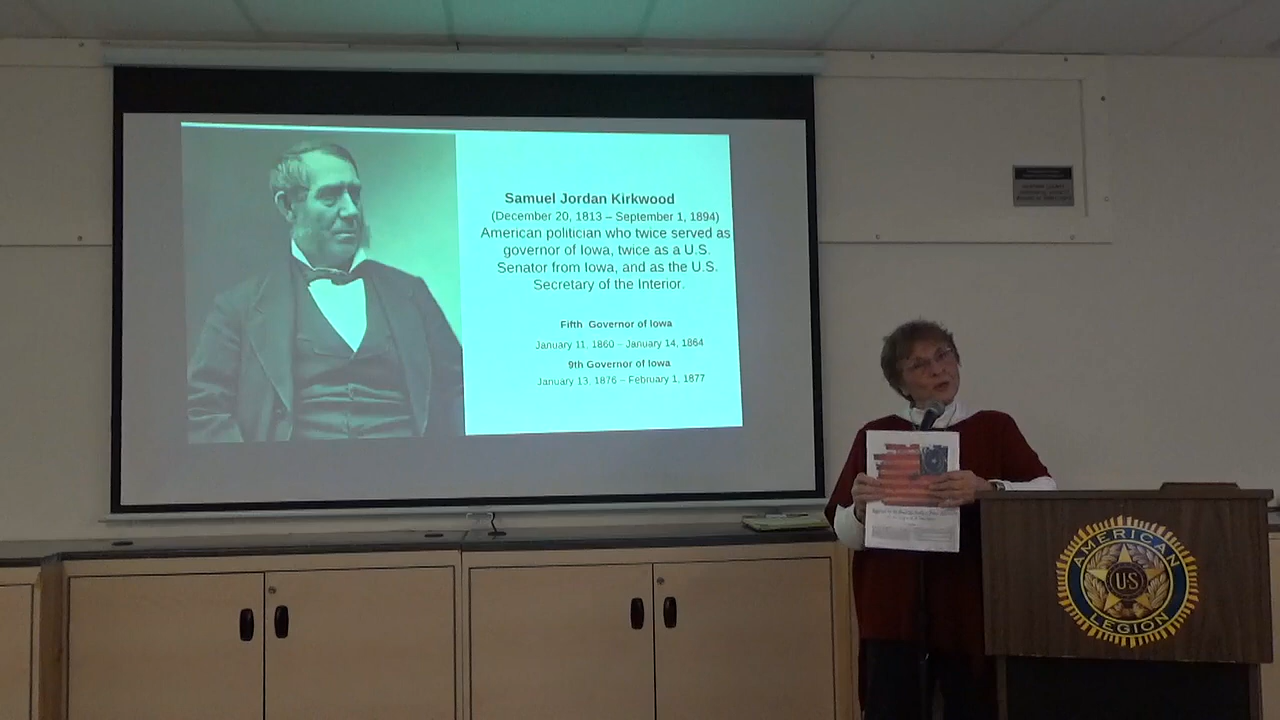 Samuel Jordan Kirkwood
(December 20, 1813 – September 1, 1894)
American politician who twice served as
governor of Iowa, twice as a U.S.
Senator from Iowa, and as the U.S.
Secretary of the Interior.
Fifth Governor of Iowa
January 11, 1860 – January 14, 1864
9th Governor of Iowa
January 13, 1876 – February 1, 1877
AMERICAN
US
LEGION